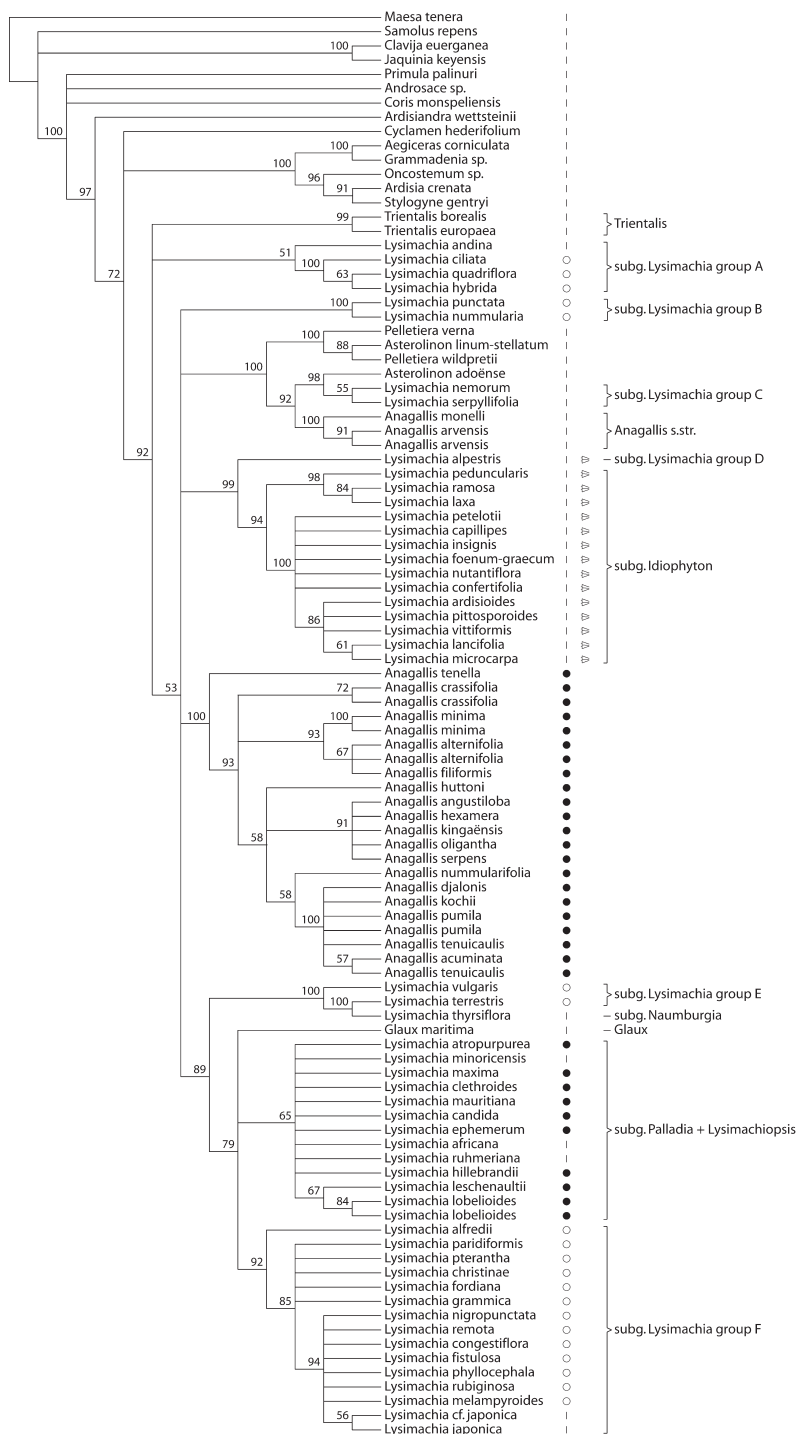 Maesa tenera
Samolus repens
100 Clavija euerganea
Jaquinia keyensis
Primula palinuri
Androsace sp.
Coris monspeliensis
Ardisiandra wettsteinii
100 Cyclamen hederifolium
100 Aegiceras corniculata
100 Grammadenia sp.
96 Oncostemum sp.
97 91 Ardisia crenata
Stylogyne gentryi
99 Trientalis borealis
Trientalis
Trientalis europaea
51 Lysimachia andina
100 Lysimachia ciliata
subg. Lysimachia group A
72 63 Lysimachia quadriflora
Lysimachia hybrida
100 Lysimachia punctata
subg. Lysimachia group B
Lysimachia nummularia
100 Pelletiera verna
88 Asterolinon linum-stellatum
100 Pelletiera wildpretii
98 Asterolinon adoënse
55 Lysimachia nemorum
subg. Lysimachia group C
92 Lysimachia serpyllifolia
100 Anagallis monelli
91 Anagallis arvensis
Anagallis s.str.
Anagallis arvensis
92 Lysimachia alpestris
subg. Lysimachia group D
98 Lysimachia peduncularis
99 84 Lysimachia ramosa
Lysimachia laxa
94 Lysimachia petelotii
Lysimachia capillipes
Lysimachia insignis
100 Lysimachia foenum-graecum
subg. Idiophyton
Lysimachia nutantiflora
Lysimachia confertifolia
Lysimachia ardisioides
86 Lysimachia pittosporoides
Lysimachia vittiformis
61 Lysimachia lancifolia
Lysimachia microcarpa
Anagallis tenella
53 72 Anagallis crassifolia
Anagallis crassifolia
100 100 Anagallis minima
93 Anagallis minima
67 Anagallis alternifolia
93 Anagallis alternifolia
Anagallis filiformis
Anagallis huttoni
Anagallis angustiloba
Anagallis hexamera
91 Anagallis kingaënsis
58 Anagallis oligantha
Anagallis serpens
Anagallis nummularifolia
58 Anagallis djalonis
Anagallis kochii
100 Anagallis pumila
Anagallis pumila
Anagallis tenuicaulis
57 Anagallis acuminata
Anagallis tenuicaulis
100 Lysimachia vulgaris
subg. Lysimachia group E
100 Lysimachia terrestris
Lysimachia thyrsiflora
subg. Naumburgia
Glaux maritima
Glaux
Lysimachia atropurpurea
Lysimachia minoricensis
89 Lysimachia maxima
Lysimachia clethroides
Lysimachia mauritiana
65 Lysimachia candida
Lysimachia ephemerum
subg. Palladia + Lysimachiopsis
79 Lysimachia africana
Lysimachia ruhmeriana
Lysimachia hillebrandii
67 Lysimachia leschenaultii
84 Lysimachia lobelioides
Lysimachia lobelioides
Lysimachia alfredii
Lysimachia paridiformis
92 Lysimachia pterantha
Lysimachia christinae
Lysimachia fordiana
85 Lysimachia grammica
Lysimachia nigropunctata
Lysimachia remota
subg. Lysimachia group F
Lysimachia congestiflora
94 Lysimachia fistulosa
Lysimachia phyllocephala
Lysimachia rubiginosa
Lysimachia melampyroides
56 Lysimachia cf. japonica
Lysimachia japonica